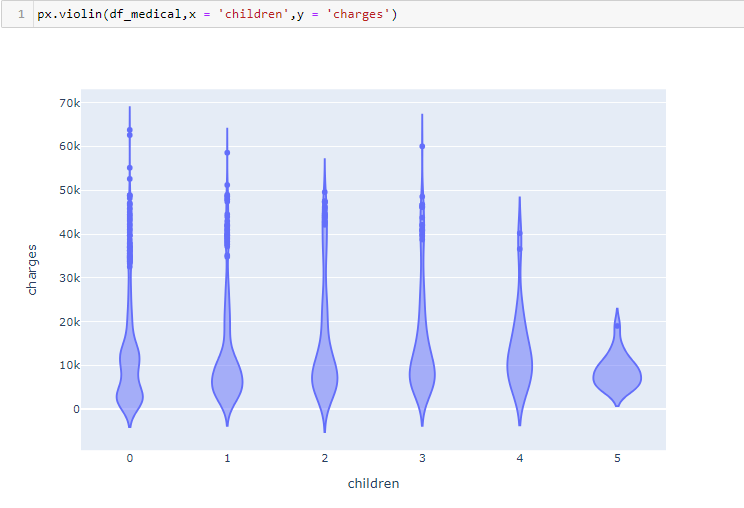 1 px.violin(df_medical,x = 'children',y = 'charges')
70k
60k
50k
40k
30k
20k
10k
0
charges
0 1 2 3 4 5
children